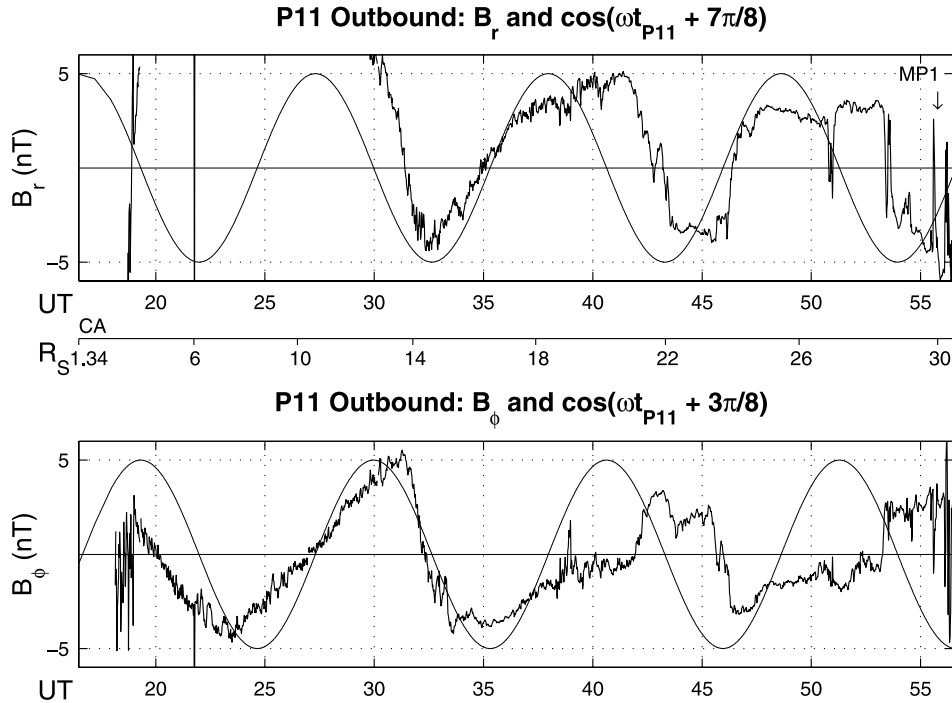 P11 Outbound: B_r and cos(ωt_P11 + 7π/8)
5
MP1
B_r (nT)
−5
UT 20 25 30 35 40 45 50 55
CA
R_S 1.34 6 10 14 18 22 26 30
P11 Outbound: B_ϕ and cos(ωt_P11 + 3π/8)
5
B_ϕ (nT)
−5
UT 20 25 30 35 40 45 50 55